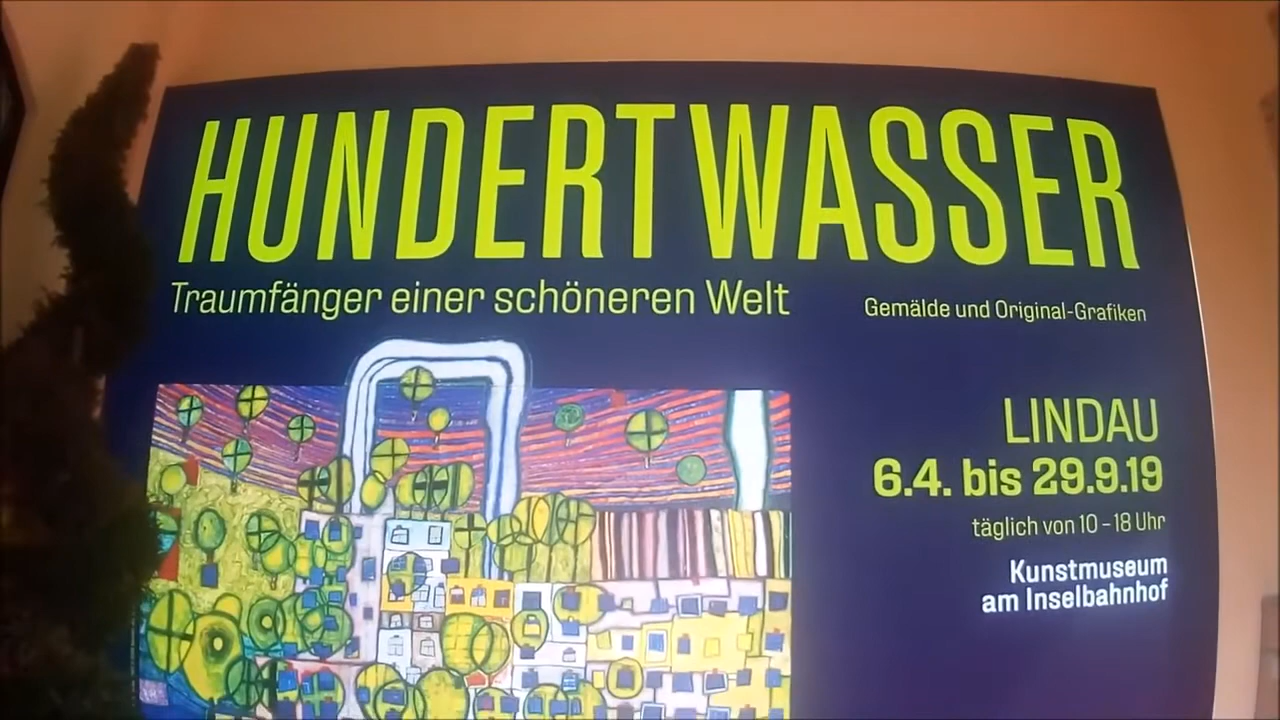 HUNDERTWASSER
Traumfänger einer schöneren Welt
Gemälde und Original-Grafiken
LINDAU
6.4. bis 29.9.19
täglich von 10 – 18 Uhr
Kunstmuseum
am Inselbahnhof